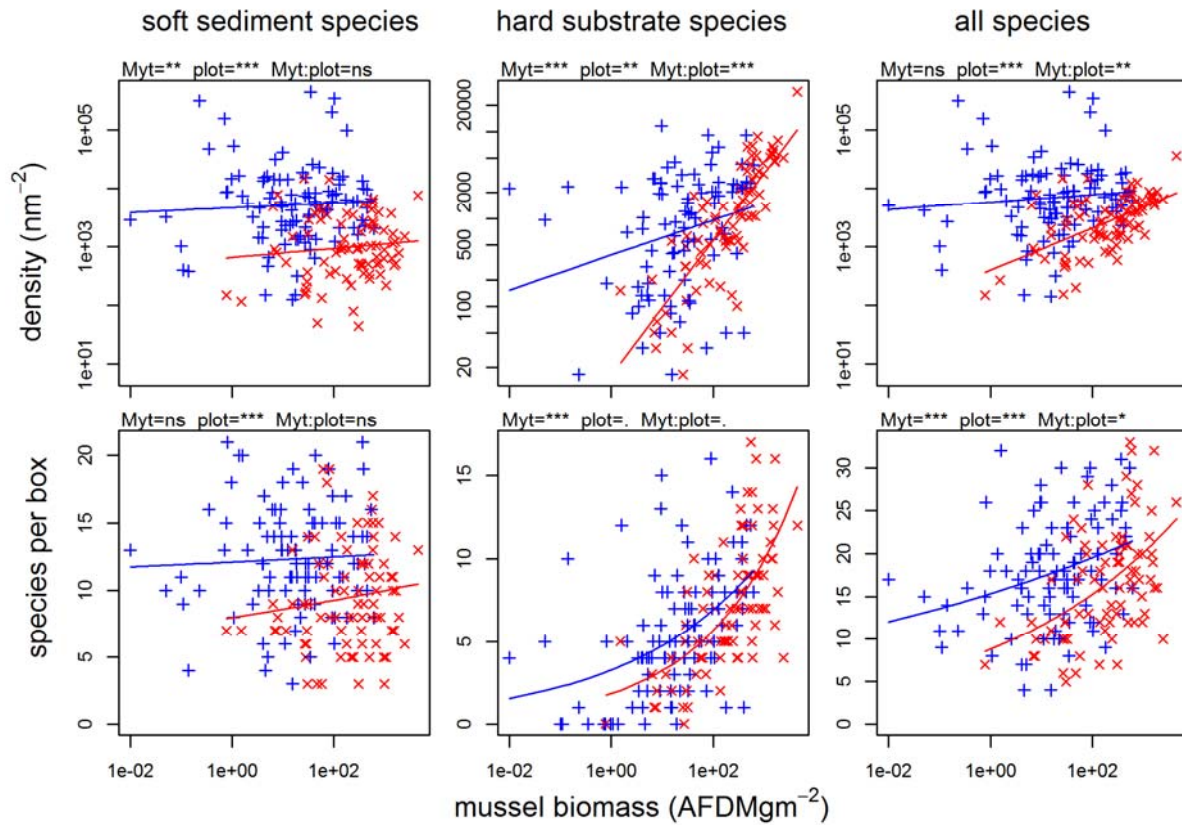 soft sediment species hard substrate species all species
Myt=** plot=*** Myt:plot=ns Myt=*** plot=** Myt:plot=*** Myt=ns plot=*** Myt:plot=**
density (nm⁻²)
1e+05
1e+03
1e+01
20000
2000
500
100
20
1e+05
1e+03
1e+01
Myt=ns plot=*** Myt:plot=ns Myt=*** plot=. Myt:plot=. Myt=*** plot=*** Myt:plot=*
species per box
20
15
10
5
0
15
10
5
0
30
25
20
15
10
5
0
1e-02 1e+00 1e+02 1e-02 1e+00 1e+02 1e-02 1e+00 1e+02
mussel biomass (AFDMgm⁻²)